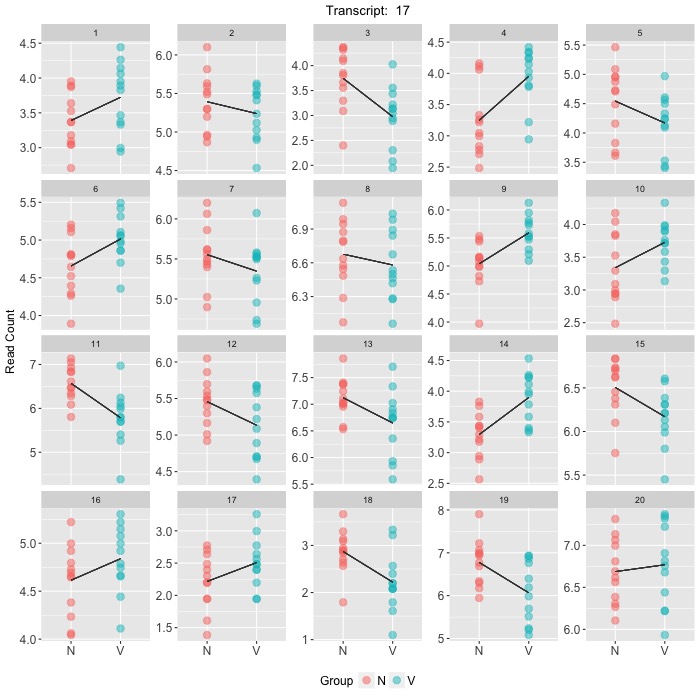 Transcript: 17
1 2 3 4 5
4.5 4.0 3.5 3.0
6.0 5.5 5.0 4.5
4.0 3.5 3.0 2.5 2.0
4.5 4.0 3.5 3.0 2.5
5.5 5.0 4.5 4.0 3.5
6 7 8 9 10
5.5 5.0 4.5 4.0
6.0 5.5 5.0
6.9 6.6 6.3
6.0 5.5 5.0 4.5 4.0
4.0 3.5 3.0 2.5
Read Count
11 12 13 14 15
7 6 5
6.0 5.5 5.0 4.5
7.5 7.0 6.5 6.0 5.5
4.5 4.0 3.5 3.0 2.5
6.5 6.0 5.5
16 17 18 19 20
5.0 4.5 4.0
3.0 2.5 2.0 1.5
3 2 1
8 7 6 5
7.0 6.5 6.0
N V N V N V N V N V
Group N V